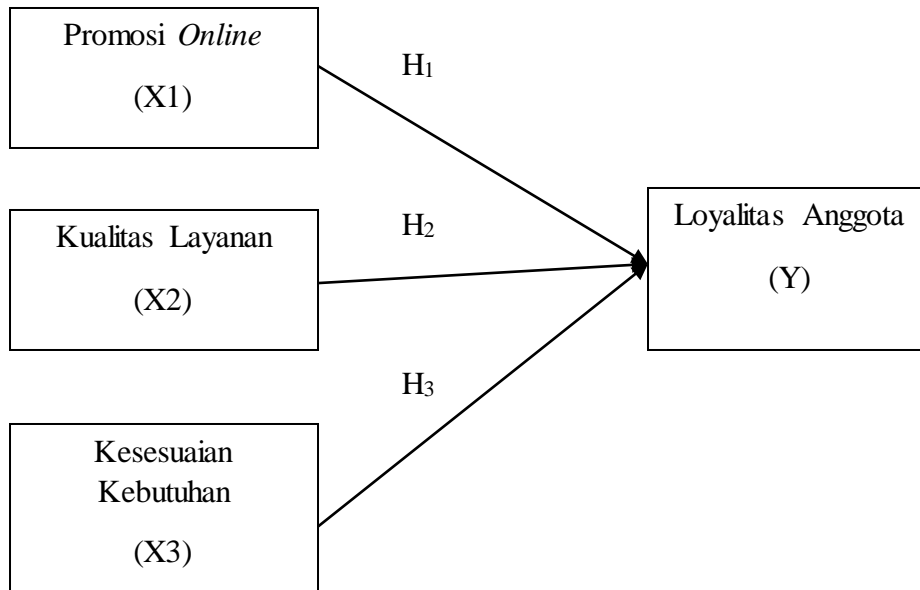 Promosi Online
(X1)
H₁
Kualitas Layanan
(X2)
H₂
Loyalitas Anggota
(Y)
H₃
Kesesuaian
Kebutuhan
(X3)